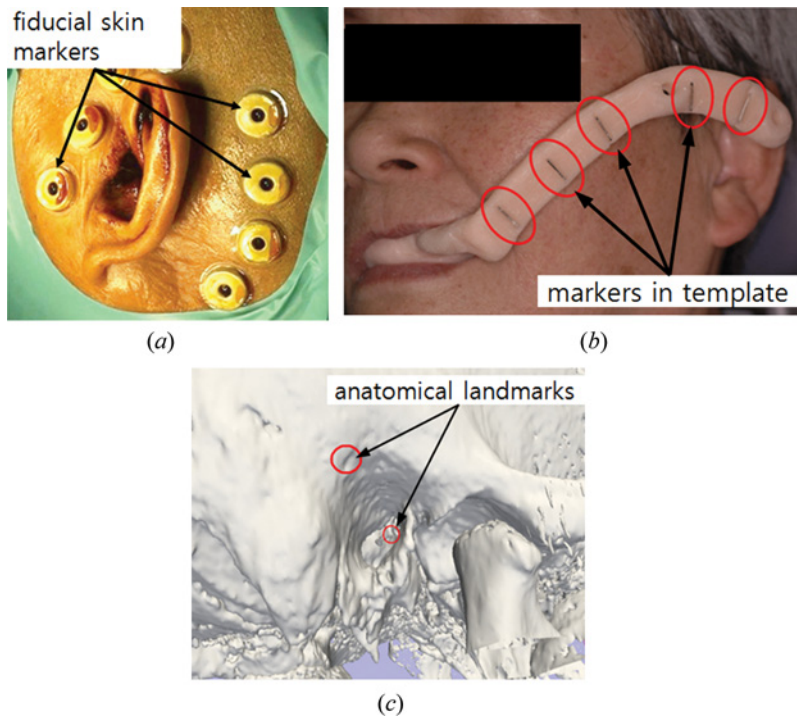 fiducial skin
markers
(a)
markers in template
(b)
anatomical landmarks
(c)